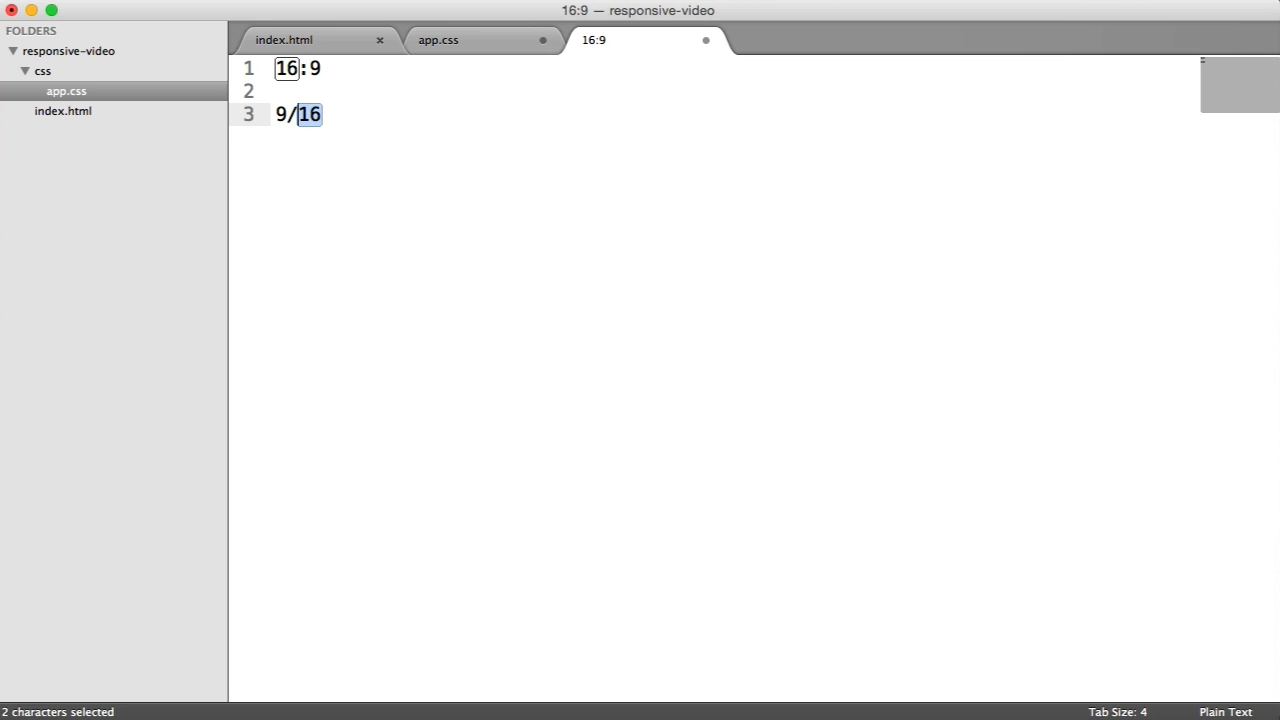 16:9 — responsive-video
FOLDERS
responsive-video
css
app.css
index.html
index.html
app.css
16:9
1 16:9
2
3 9/16
2 characters selected
Tab Size: 4
Plain Text